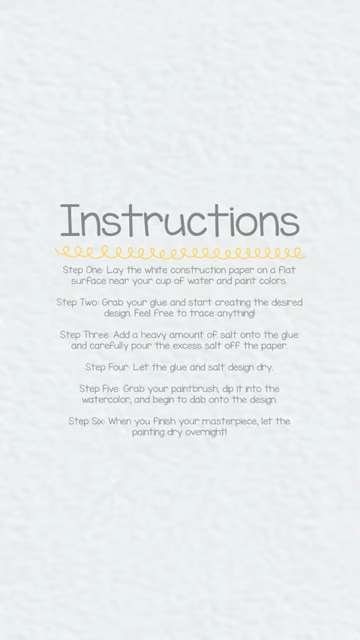 Instructions
Step One: Lay the white construction paper on a flat
surface near your cup of water and paint colors.
Step Two: Grab your glue and start creating the desired
design. Feel free to trace anything!
Step Three: Add a heavy amount of salt onto the glue
and carefully pour the excess salt off the paper.
Step Four: Let the glue and salt design dry.
Step Five: Grab your paintbrush, dip it into the
watercolor, and begin to dab onto the design.
Step Six: When you finish your masterpiece, let the
painting dry overnight!